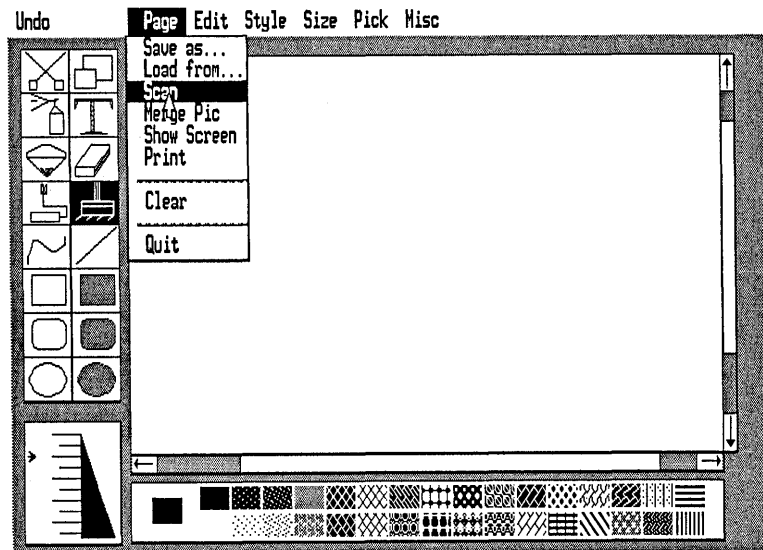 Undo Page Edit Style Size Pick Misc
Save as...
Load from...
Scan
Merge Pic
Show Screen
Print
Clear
Quit